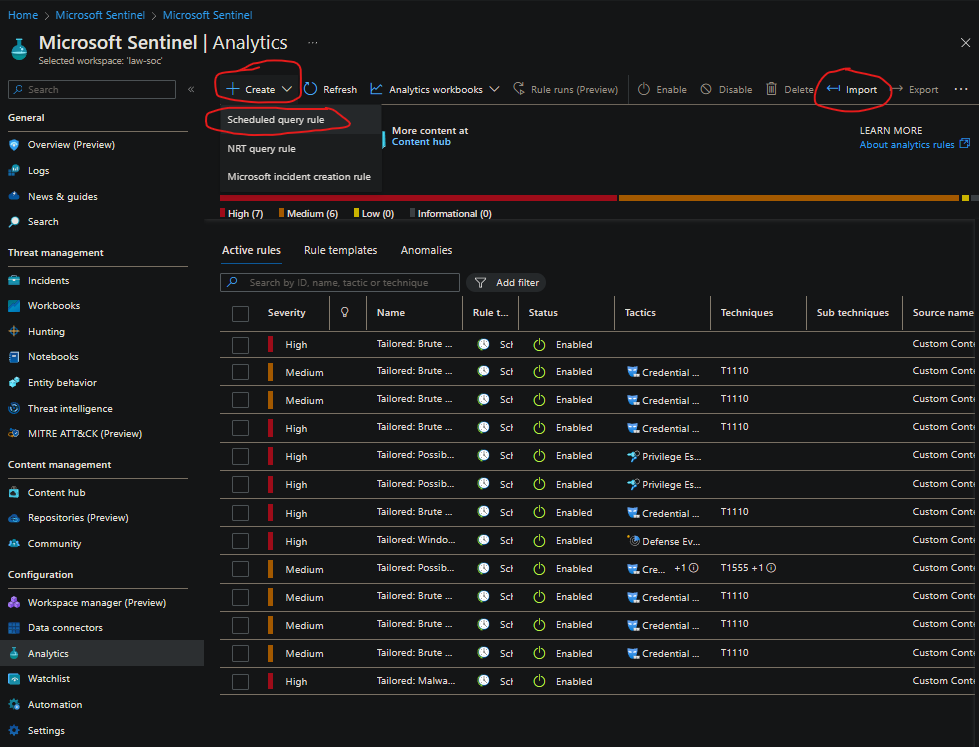 Home > Microsoft Sentinel > Microsoft Sentinel
Microsoft Sentinel | Analytics ...
Selected workspace: 'law-soc'
Search
«
Create
Refresh
Analytics workbooks
Rule runs (Preview)
Enable
Disable
Delete
Import
Export
...
Scheduled query rule
NRT query rule
Microsoft incident creation rule
More content at
Content hub
LEARN MORE
About analytics rules
High (7)
Medium (6)
Low (0)
Informational (0)
General
Overview (Preview)
Logs
News & guides
Search
Threat management
Incidents
Workbooks
Hunting
Notebooks
Entity behavior
Threat intelligence
MITRE ATT&CK (Preview)
Content management
Content hub
Repositories (Preview)
Community
Configuration
Workspace manager (Preview)
Data connectors
Analytics
Watchlist
Automation
Settings
Active rules Rule templates Anomalies
Search by ID, name, tactic or technique
Add filter
Severity Name Rule t... Status Tactics Techniques Sub techniques Source name
High Tailored: Brute ... Sch Enabled Custom Conte
Medium Tailored: Brute ... Sch Enabled Credential ... T1110 Custom Conte
Medium Tailored: Brute ... Sch Enabled Credential ... T1110 Custom Conte
High Tailored: Brute ... Sch Enabled Credential ... T1110 Custom Conte
High Tailored: Possib... Sch Enabled Privilege Es... Custom Conte
High Tailored: Possib... Sch Enabled Privilege Es... Custom Conte
High Tailored: Brute ... Sch Enabled Credential ... T1110 Custom Conte
High Tailored: Windo... Sch Enabled Defense Ev... Custom Conte
Medium Tailored: Possib... Sch Enabled Cre... +1 T1555 +1 Custom Conte
Medium Tailored: Brute ... Sch Enabled Credential ... T1110 Custom Conte
Medium Tailored: Brute ... Sch Enabled Credential ... T1110 Custom Conte
Medium Tailored: Brute ... Sch Enabled Credential ... T1110 Custom Conte
High Tailored: Malwa... Sch Enabled Custom Conte